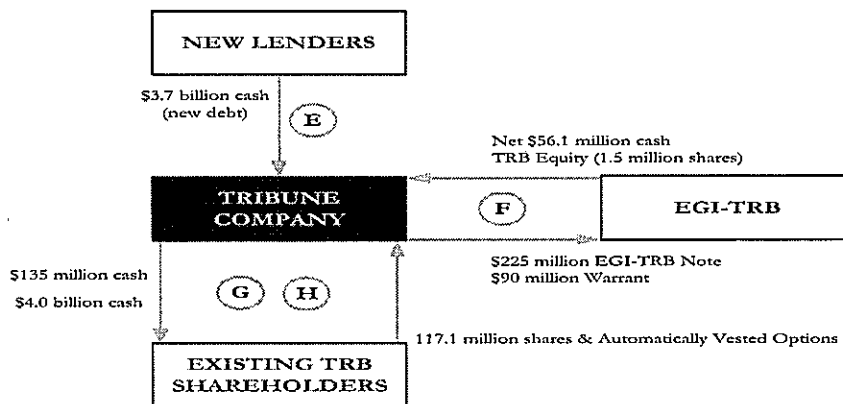 NEW LENDERS
$3.7 billion cash
(new debt)
E
Net $56.1 million cash
TRB Equity (1.5 million shares)
TRIBUNE
COMPANY
F
EGI-TRB
$225 million EGI-TRB Note
$90 million Warrant
$135 million cash
$4.0 billion cash
G H
117.1 million shares & Automatically Vested Options
EXISTING TRB
SHAREHOLDERS